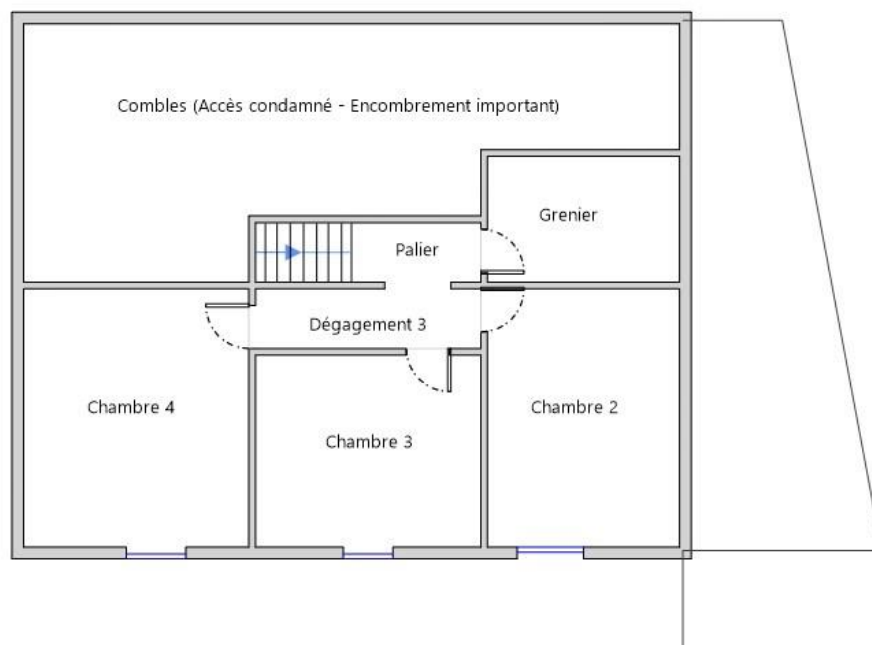 Combles (Accès condamné - Encombrement important)
Grenier
Palier
Dégagement 3
Chambre 4
Chambre 2
Chambre 3